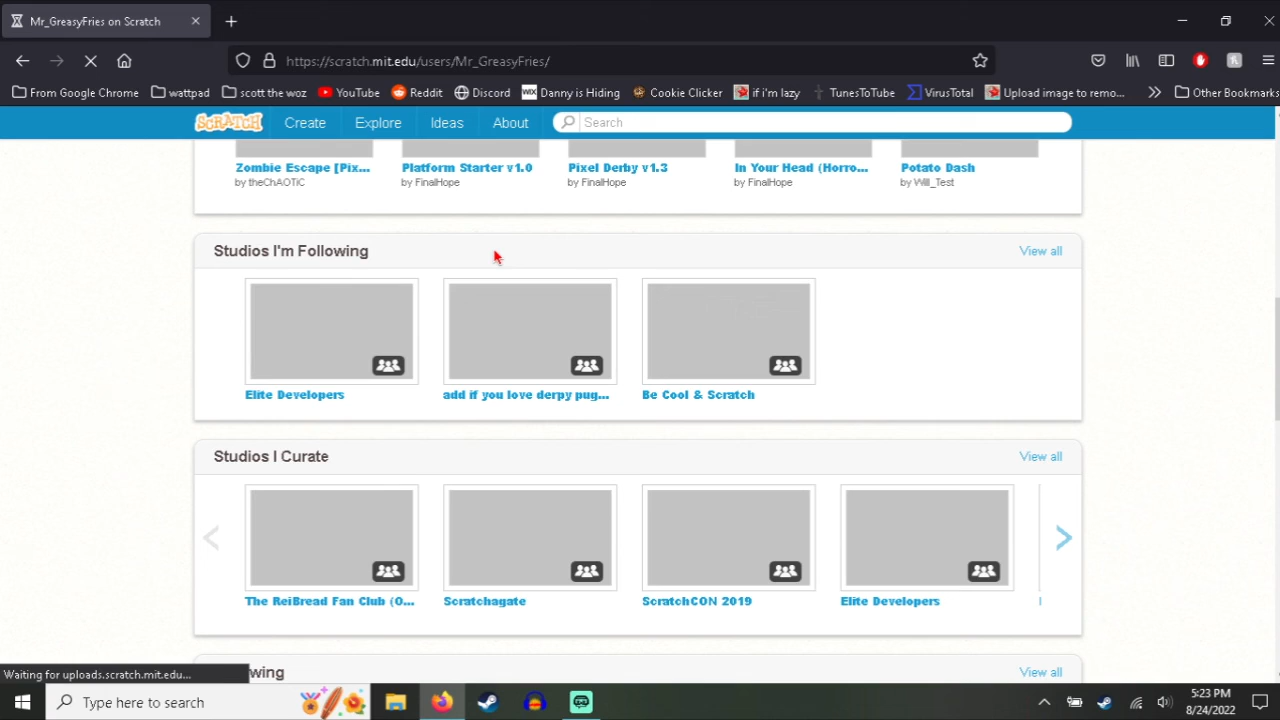 Mr_GreasyFries on Scratch
https://scratch.mit.edu/users/Mr_GreasyFries/
From Google Chrome wattpad scott the woz YouTube Reddit Discord WIX Danny is Hiding Cookie Clicker if i'm lazy TunesToTube VirusTotal Upload image to remo... Other Bookmarks
SCRATCH Create Explore Ideas About Search
Zombie Escape [Pix... Platform Starter v1.0 Pixel Derby v1.3 In Your Head (Horro... Potato Dash
by theChAOTiC by FinalHope by FinalHope by FinalHope by Will_Test
Studios I'm Following View all
Elite Developers add if you love derpy pug... Be Cool & Scratch
Studios I Curate View all
The ReiBread Fan Club (O... Scratchagate ScratchCON 2019 Elite Developers
wing View all
Waiting for uploads.scratch.mit.edu...
Type here to search
5:23 PM
8/24/2022